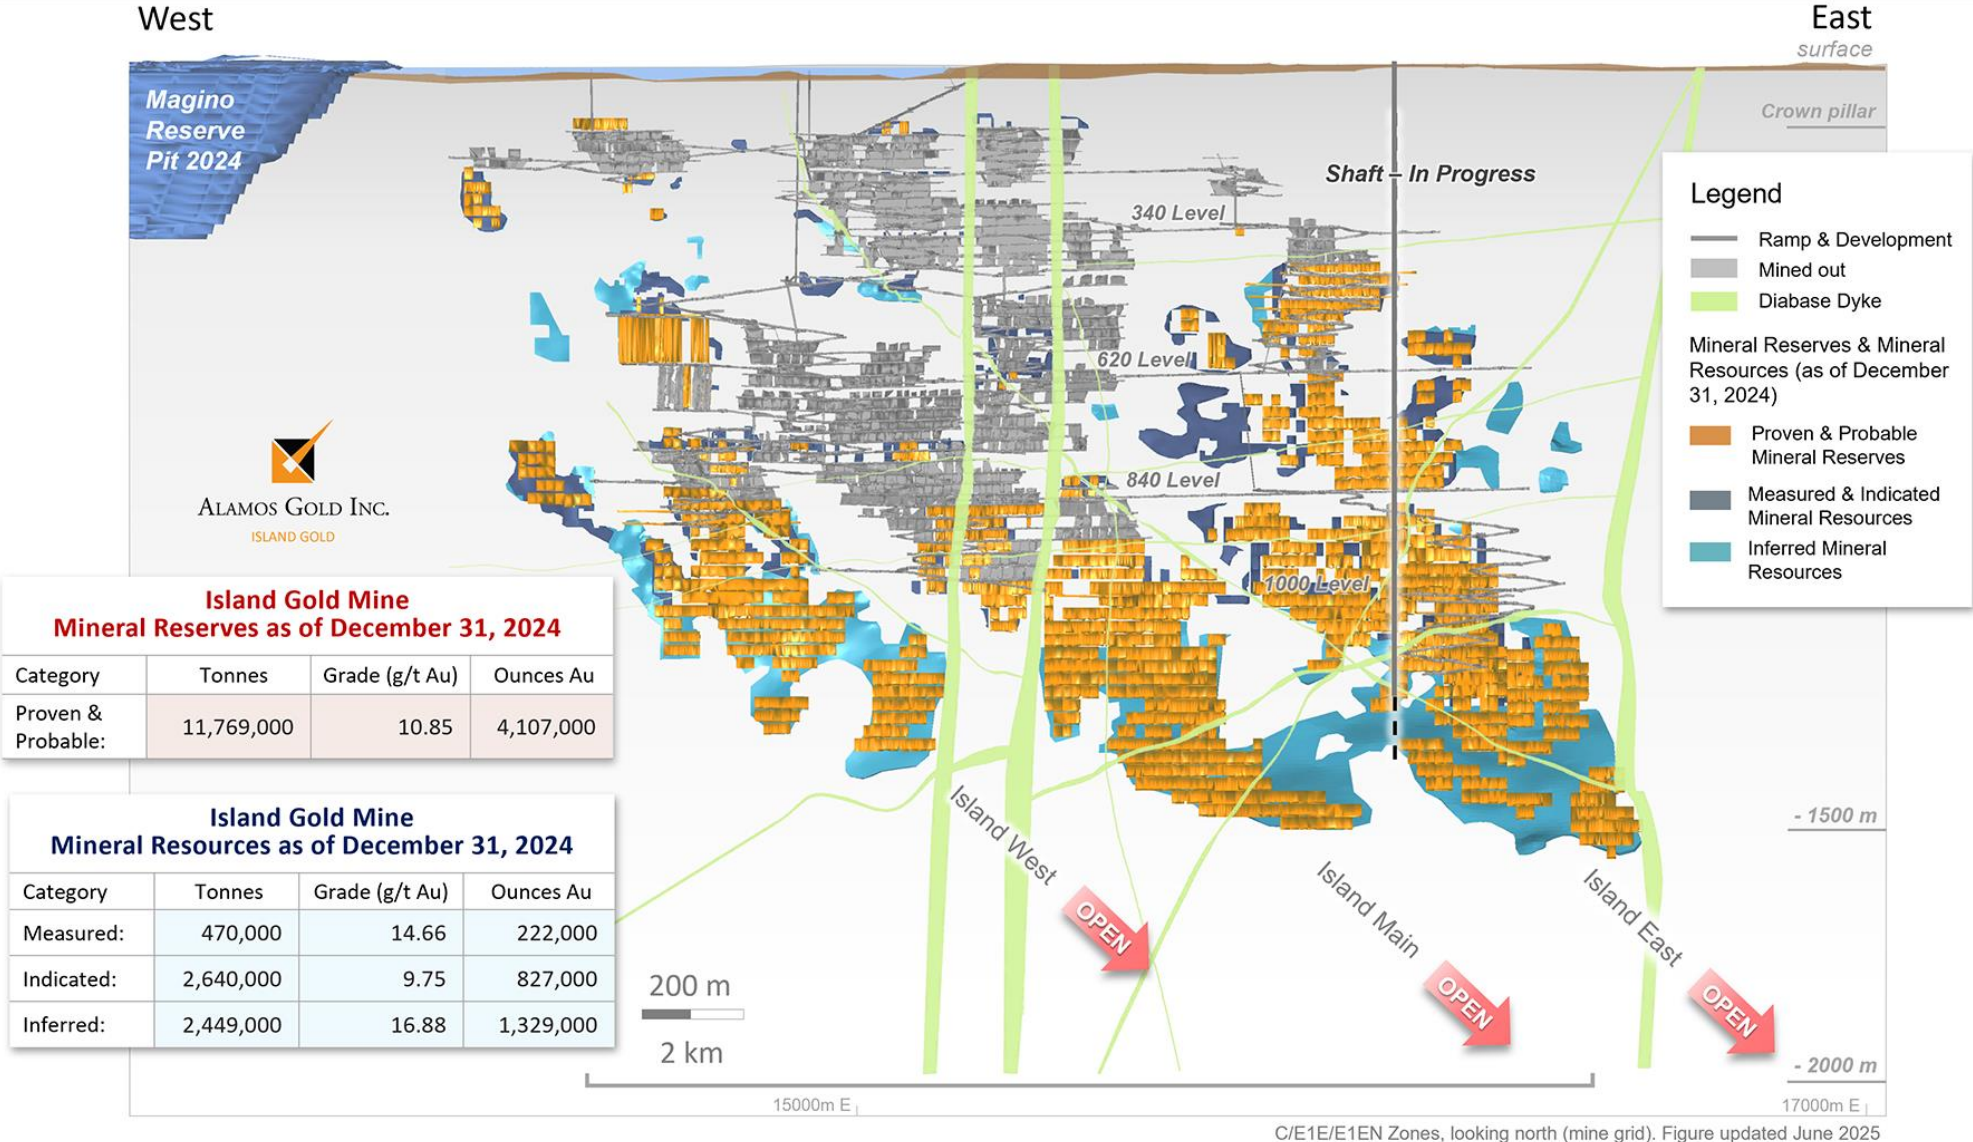 West
East
surface
Magino
Reserve
Pit 2024
Crown pillar
Shaft – In Progress
340 Level
620 Level
840 Level
1000 Level
Legend
Ramp & Development
Mined out
Diabase Dyke
Mineral Reserves & Mineral
Resources (as of December
31, 2024)
Proven & Probable
Mineral Reserves
Measured & Indicated
Mineral Resources
Inferred Mineral
Resources
ALAMOS GOLD INC.
ISLAND GOLD
Island Gold Mine
Mineral Reserves as of December 31, 2024
Category Tonnes Grade (g/t Au) Ounces Au
Proven &
Probable: 11,769,000 10.85 4,107,000
Island Gold Mine
Mineral Resources as of December 31, 2024
Category Tonnes Grade (g/t Au) Ounces Au
Measured: 470,000 14.66 222,000
Indicated: 2,640,000 9.75 827,000
Inferred: 2,449,000 16.88 1,329,000
Island West
OPEN
Island Main
OPEN
Island East
OPEN
- 1500 m
- 2000 m
200 m
2 km
15000m E
17000m E
C/E1E/E1EN Zones, looking north (mine grid). Figure updated June 2025